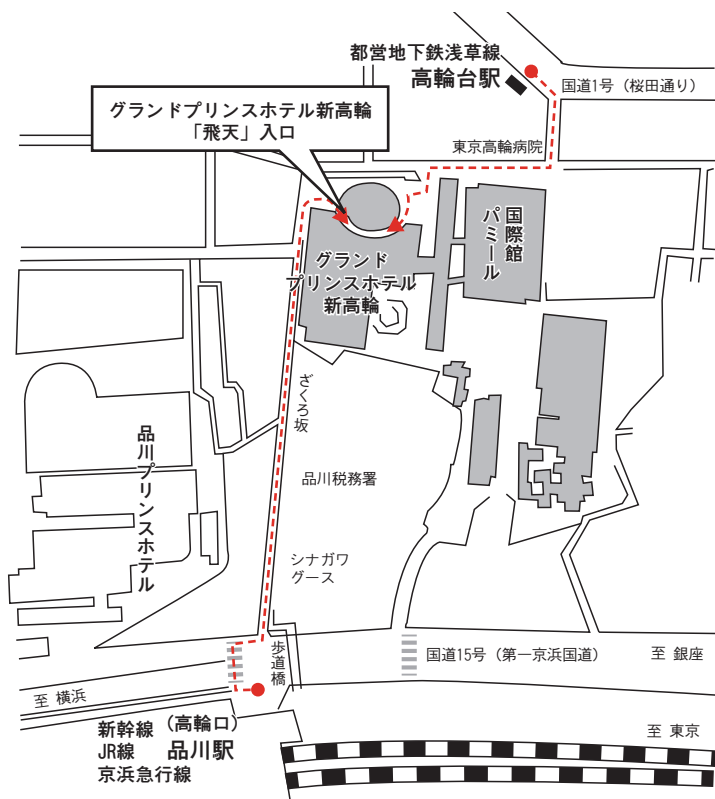 都営地下鉄浅草線
高輪台駅
国道1号（桜田通り）
グランドプリンスホテル新高輪
「飛天」入口
東京高輪病院
国際館
パミール
グランド
プリンスホテル
新高輪
ざくろ坂
品川プリンスホテル
品川税務署
シナガワ
グース
歩道橋
国道15号（第一京浜国道）
至 銀座
至 横浜
至 東京
新幹線（高輪口）
JR線 品川駅
京浜急行線